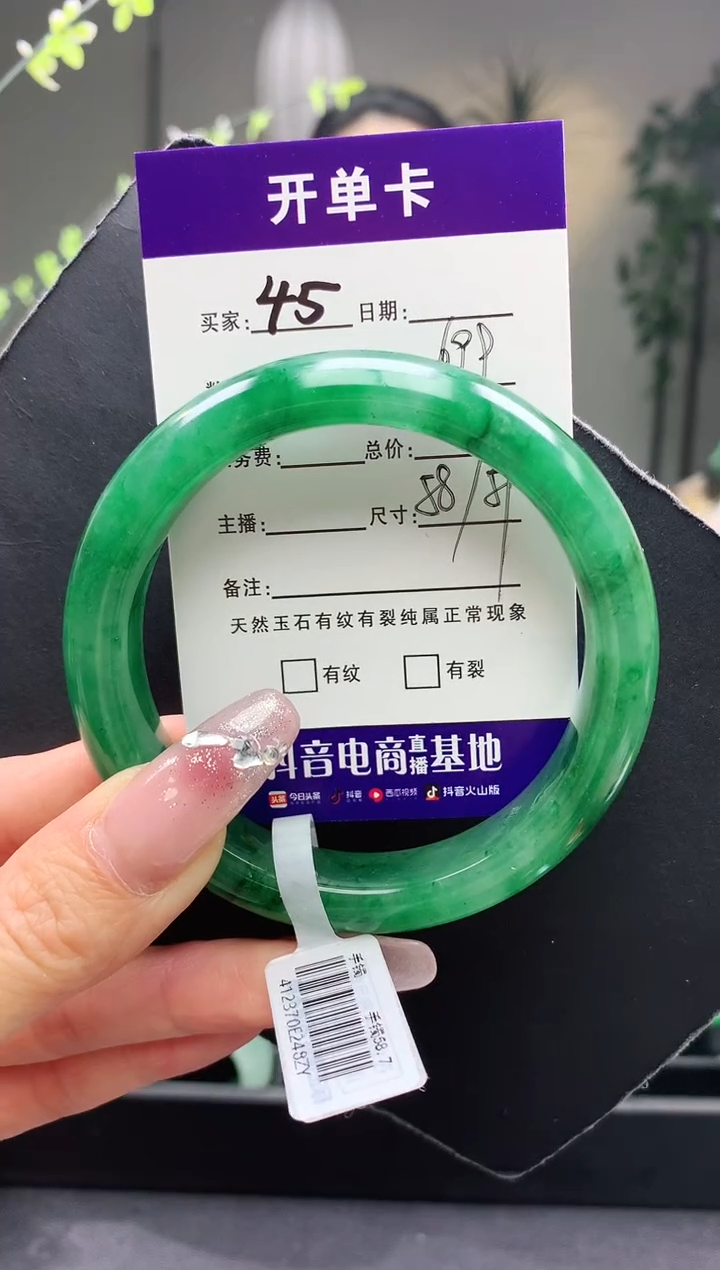 开单卡
买家: 45 日期:
务费: 总价:
主播: 尺寸: 58/
备注:
天然玉石有纹有裂纯属正常现象
有纹 有裂
抖音电商直播基地
头条 今日头条 抖音 西瓜视频 抖音火山版
手镯
手镯58.7
412370E248ZY